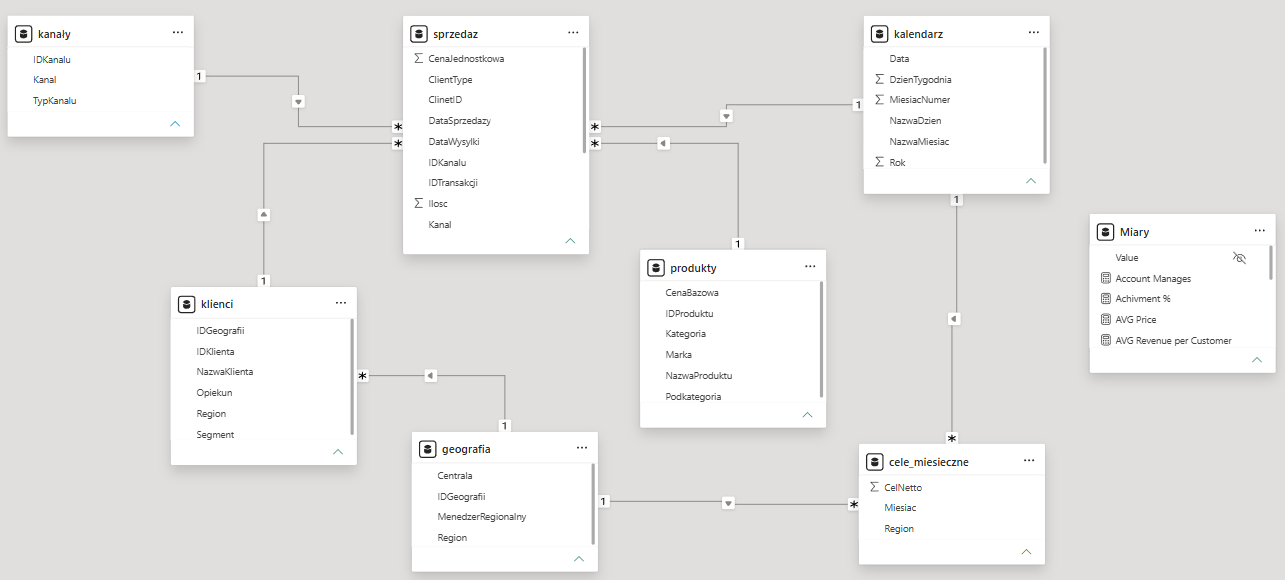 kanały
IDKanalu
Kanal
TypKanalu
1
sprzedaz
CenaJednostkowa
ClientType
ClinetID
DataSprzedazy
DataWysylki
IDKanalu
IDTransakcji
Ilosc
Kanal
*
*
*
*
kalendarz
Data
DzienTygodnia
MiesiacNumer
NazwaDzien
NazwaMiesiac
Rok
1
1
Miary
Value
Account Manages
Achivment %
AVG Price
AVG Revenue per Customer
1
produkty
CenaBazowa
IDProduktu
Kategoria
Marka
NazwaProduktu
Podkategoria
1
klienci
IDGeografii
IDKlienta
NazwaKlienta
Opiekun
Region
Segment
*
1
geografia
Centrala
IDGeografii
MenedzerRegionalny
Region
1
*
*
cele_miesieczne
CelNetto
Miesiac
Region